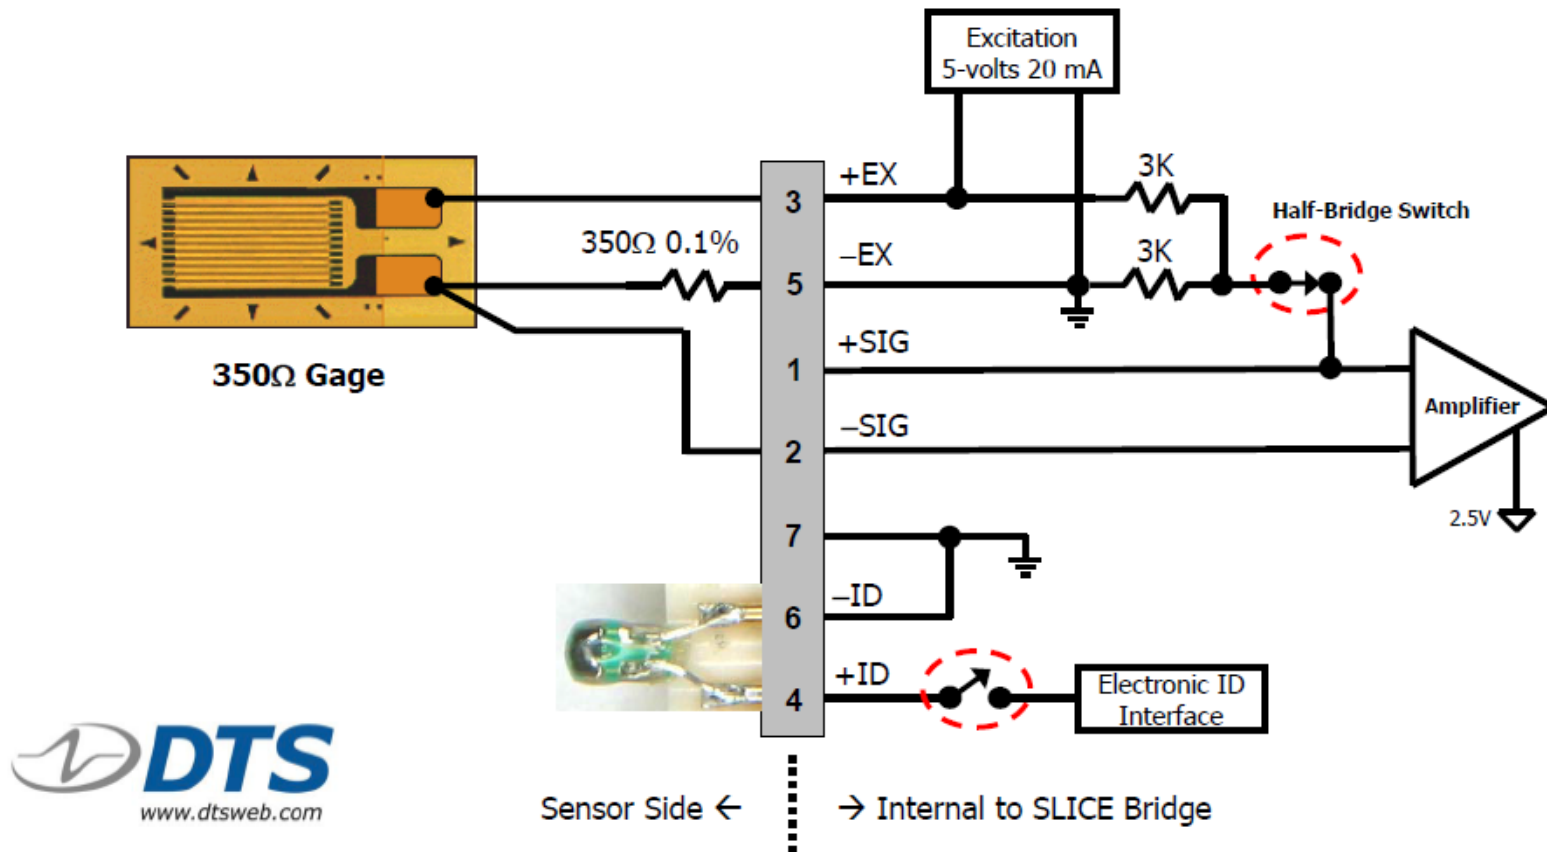 Excitation
5-volts 20 mA
+EX
3K
3
Half-Bridge Switch
350Ω 0.1%
–EX
3K
5
350Ω Gage
+SIG
1
Amplifier
–SIG
2
2.5V
7
–ID
6
+ID
4
Electronic ID
Interface
DTS
www.dtsweb.com
Sensor Side ←
→ Internal to SLICE Bridge